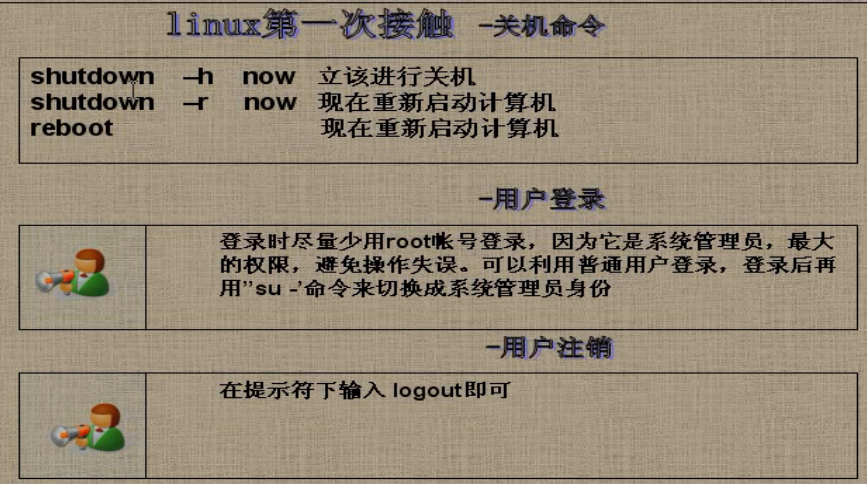 linux第一次接触 -关机命令
shutdown –h now 立该进行关机
shutdown –r now 现在重新启动计算机
reboot 现在重新启动计算机
-用户登录
登录时尽量少用root帐号登录，因为它是系统管理员，最大
的权限，避免操作失误。可以利用普通用户登录，登录后再
用”su -’命令来切换成系统管理员身份
-用户注销
在提示符下输入 logout即可